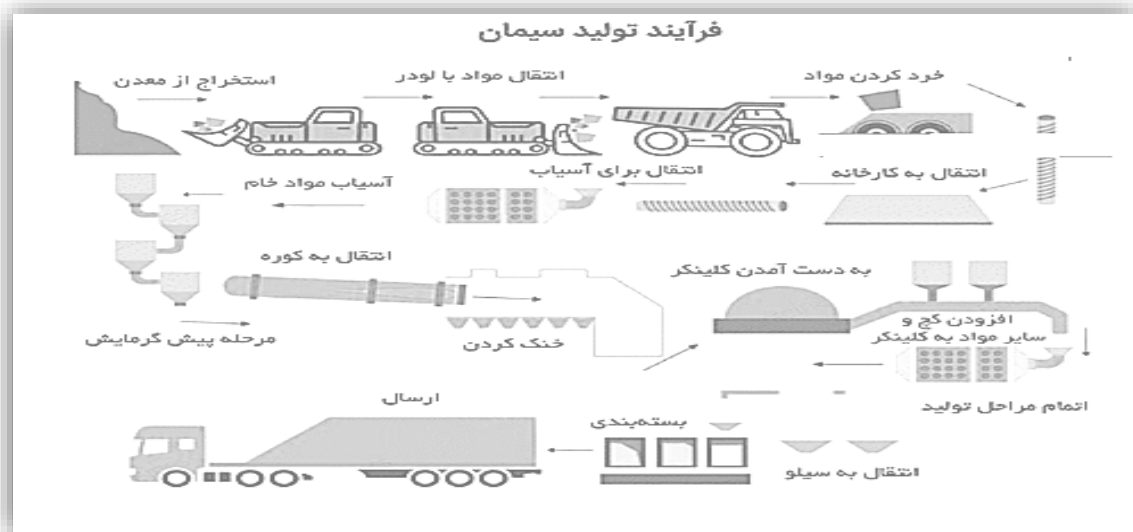 فرآیند تولید سیمان
استخراج از معدن
انتقال مواد با لودر
خرد کردن مواد
انتقال به کارخانه
انتقال برای آسیاب
آسیاب مواد خام
مرحله پیش گرمایش
انتقال به کوره
خنک کردن
به دست آمدن کلینکر
افزودن گچ و
سایر مواد به کلینکر
اتمام مراحل تولید
انتقال به سیلو
بسته‌بندی
ارسال